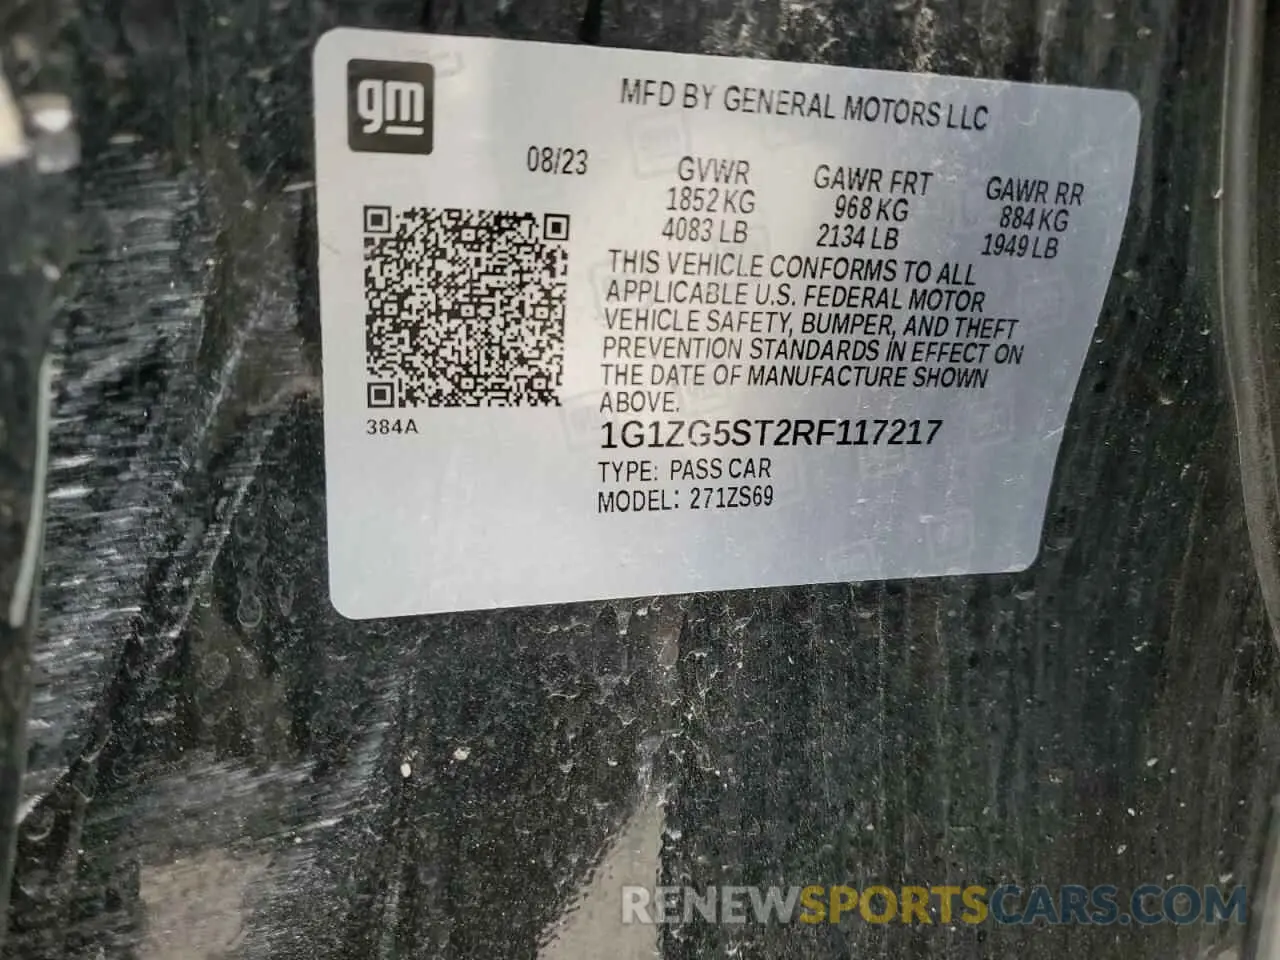 gm
MFD BY GENERAL MOTORS LLC
08/23
GVWR
1852 KG
4083 LB
GAWR FRT
968 KG
2134 LB
GAWR RR
884 KG
1949 LB
THIS VEHICLE CONFORMS TO ALL
APPLICABLE U.S. FEDERAL MOTOR
VEHICLE SAFETY, BUMPER, AND THEFT
PREVENTION STANDARDS IN EFFECT ON
THE DATE OF MANUFACTURE SHOWN
ABOVE.
384A
1G1ZG5ST2RF117217
TYPE: PASS CAR
MODEL: 271ZS69
RENEWSPORTSCARS.COM